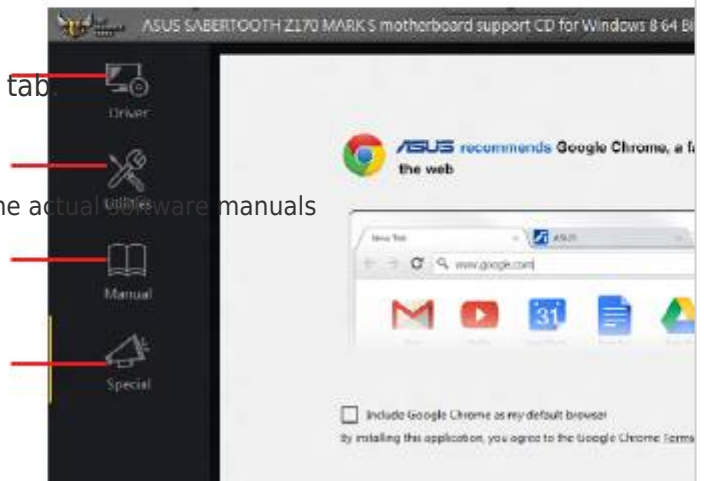 ASUS SABERTOOTH Z170 MARK S motherboard support CD for Windows 8 64 Bi
tab.
Driver
ASUS recommends Google Chrome, a fa
the web
Utilities
he actual software manuals
New Tab
ASUS
www.google.com
Manual
31
Special
Include Google Chrome as my default browser
By installing this application, you agree to the Google Chrome Terms